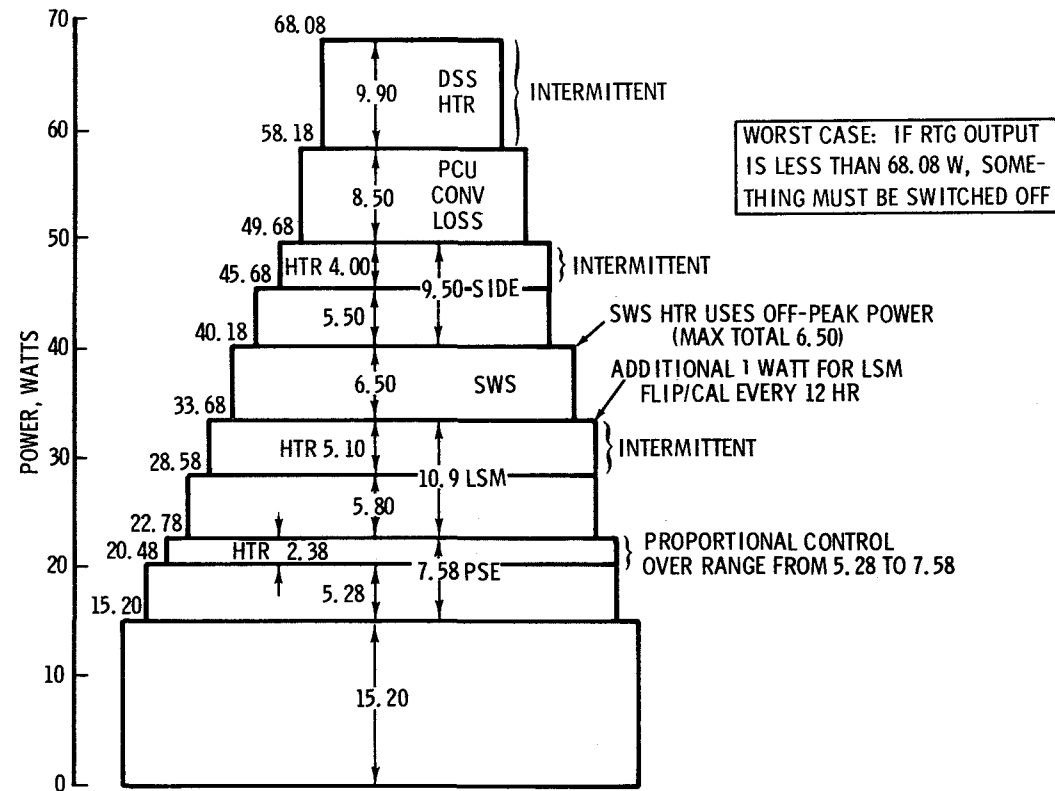 70
68.08
DSS
HTR
9.90
INTERMITTENT
60
58.18
WORST CASE: IF RTG OUTPUT
IS LESS THAN 68.08 W, SOME-
THING MUST BE SWITCHED OFF
PCU
CONV
LOSS
8.50
50
49.68
HTR 4.00
INTERMITTENT
45.68
9.50-SIDE
5.50
SWS HTR USES OFF-PEAK POWER
(MAX TOTAL 6.50)
40.18
40
6.50
SWS
ADDITIONAL 1 WATT FOR LSM
FLIP/CAL EVERY 12 HR
33.68
POWER, WATTS
HTR 5.10
INTERMITTENT
30
28.58
10.9 LSM
5.80
22.78
20.48
HTR 2.38
PROPORTIONAL CONTROL
OVER RANGE FROM 5.28 TO 7.58
20
7.58 PSE
5.28
15.20
10
15.20
0